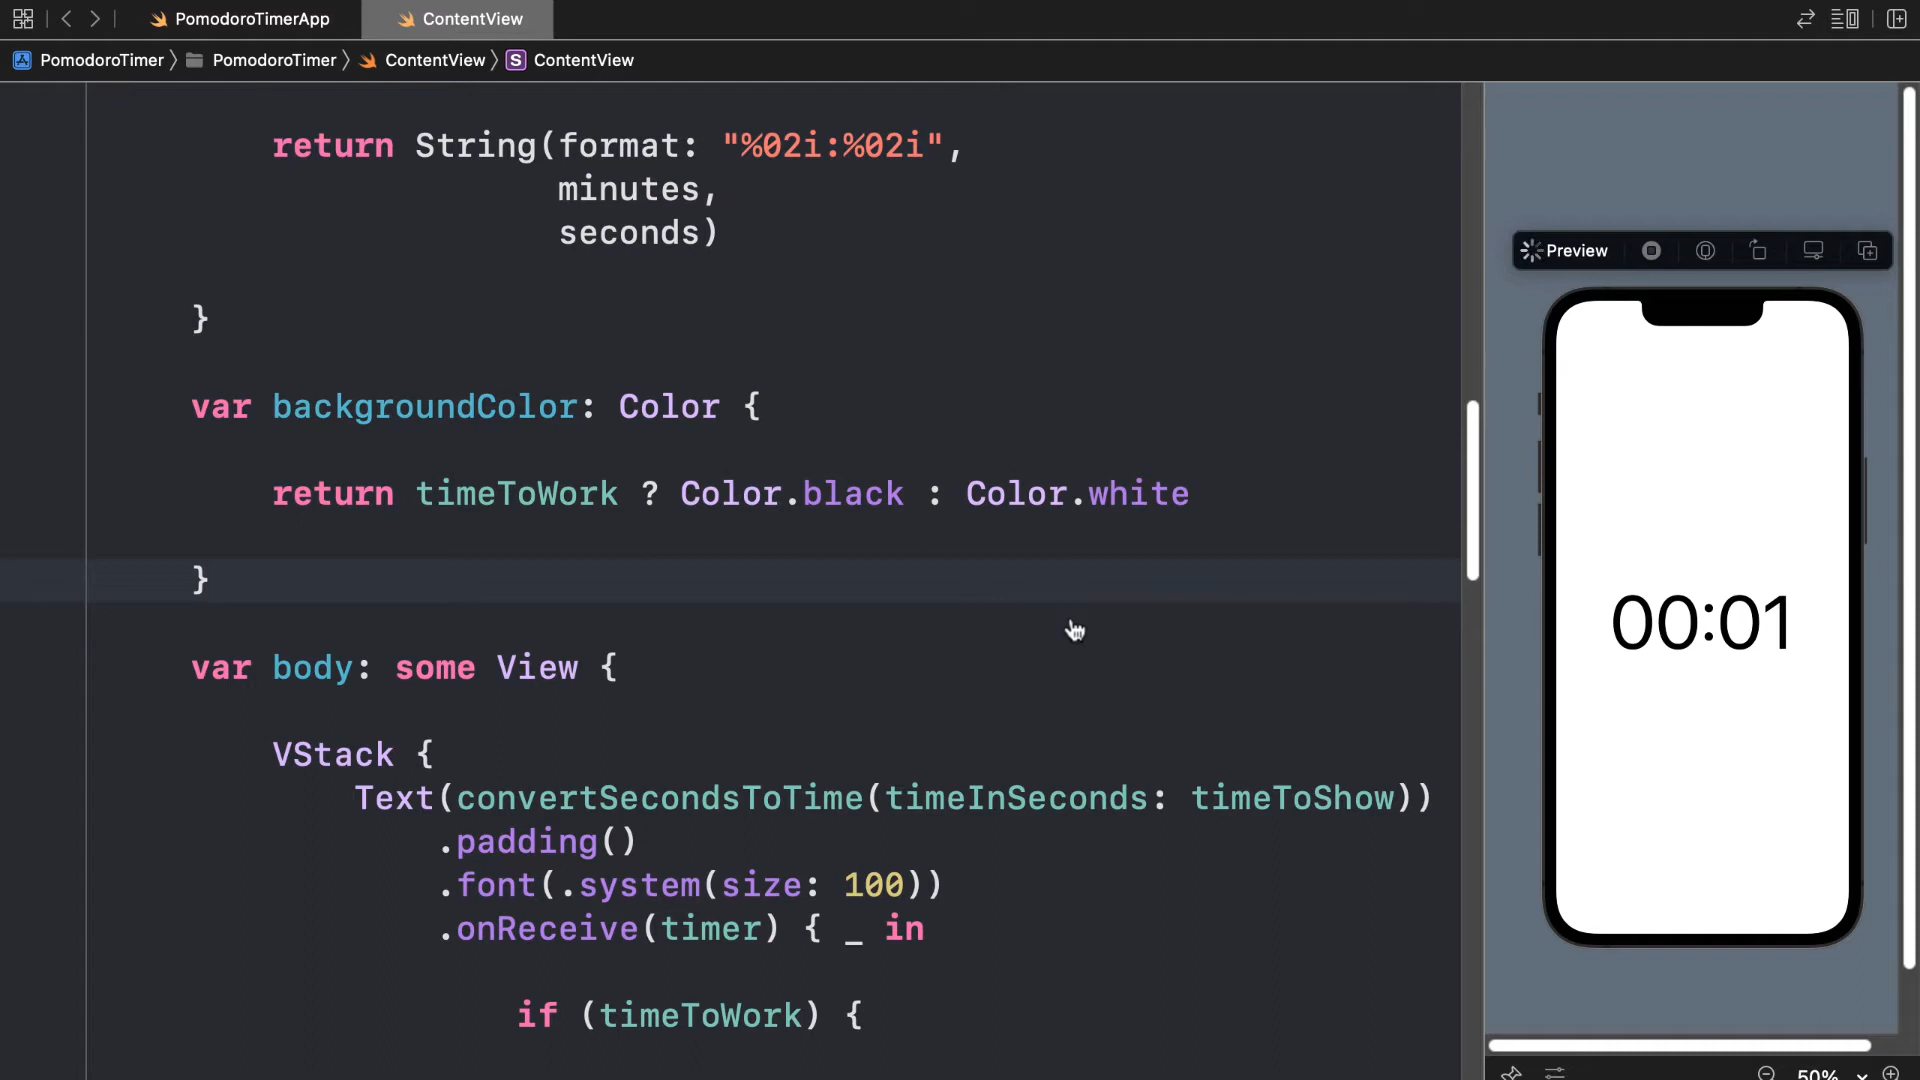 PomodoroTimerApp
ContentView
PomodoroTimer
PomodoroTimer
ContentView
S
ContentView
return String(format: "%02i:%02i",
minutes,
seconds)
}
var backgroundColor: Color {
return timeToWork ? Color.black : Color.white
}
var body: some View {
VStack {
Text(convertSecondsToTime(timeInSeconds: timeToShow))
.padding()
.font(.system(size: 100))
.onReceive(timer) { _ in
if (timeToWork) {
Preview
00:01
50%